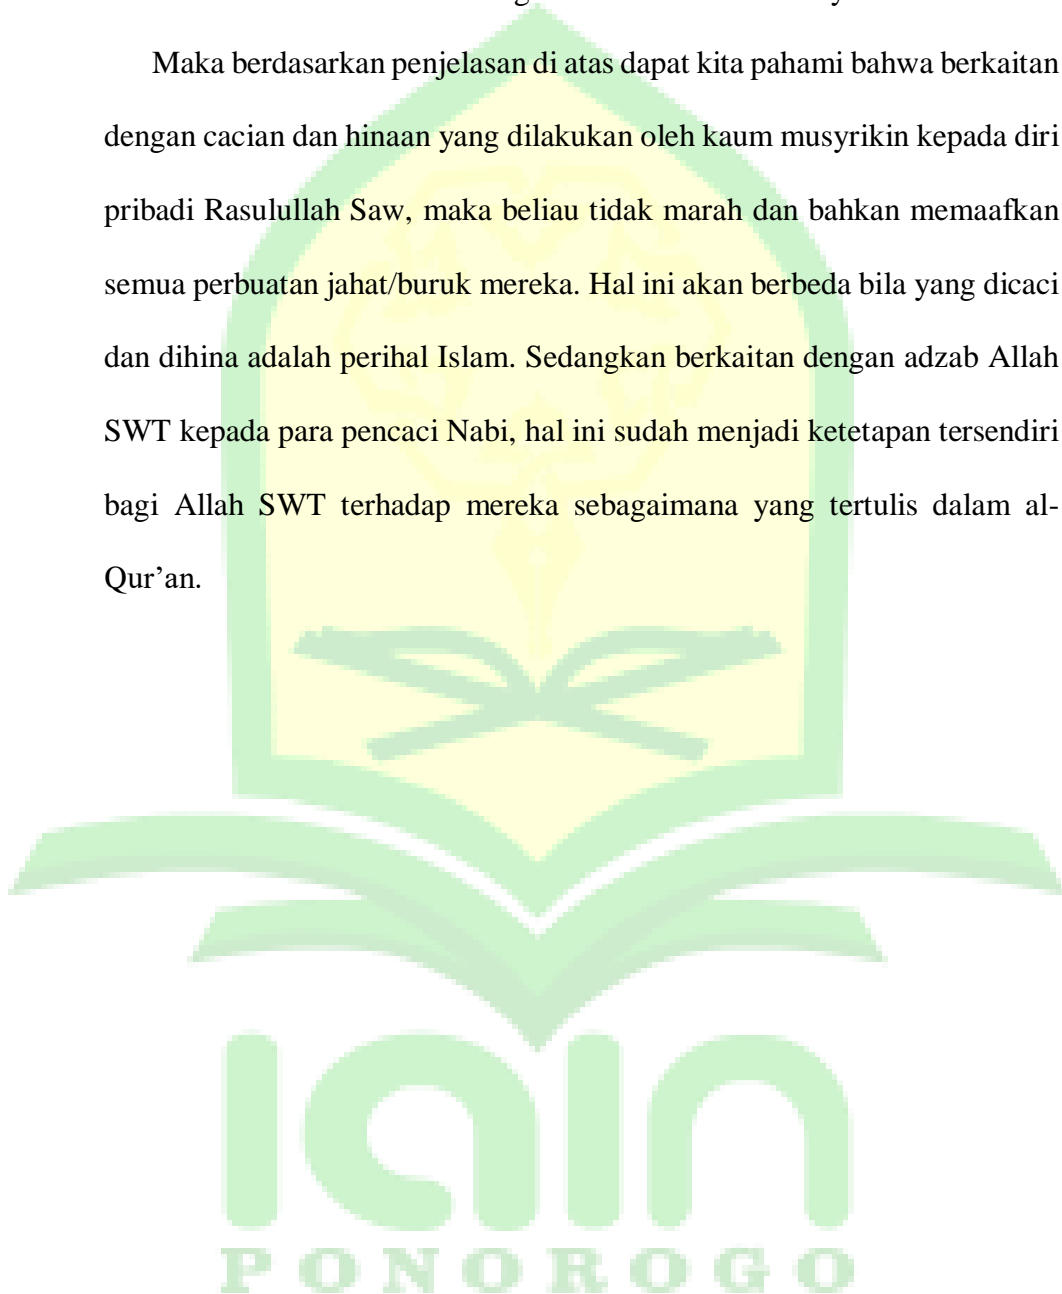 Maka berdasarkan penjelasan di atas dapat kita pahami bahwa berkaitan
dengan cacian dan hinaan yang dilakukan oleh kaum musyrikin kepada diri
pribadi Rasulullah Saw, maka beliau tidak marah dan bahkan memaafkan
semua perbuatan jahat/buruk mereka. Hal ini akan berbeda bila yang dicaci
dan dihina adalah perihal Islam. Sedangkan berkaitan dengan adzab Allah
SWT kepada para pencaci Nabi, hal ini sudah menjadi ketetapan tersendiri
bagi Allah SWT terhadap mereka sebagaimana yang tertulis dalam al-
Qur’an.
iain
PONOROGO